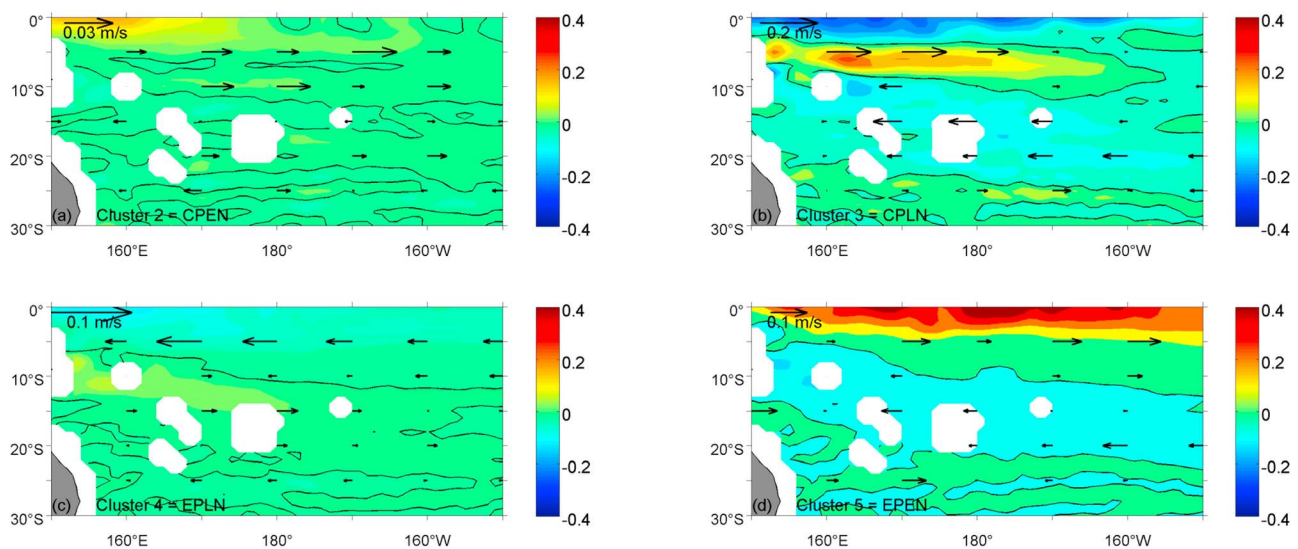 0°
10°S
20°S
30°S
0.03 m/s
(a) Cluster 2 = CPEN
160°E
180°
160°W
0.4
0.2
0
-0.2
-0.4
0°
10°S
20°S
30°S
0.2 m/s
(b) Cluster 3 = CPLN
160°E
180°
160°W
0.4
0.2
0
-0.2
-0.4
0°
10°S
20°S
30°S
0.1 m/s
(c) Cluster 4 = EPLN
160°E
180°
160°W
0.4
0.2
0
-0.2
-0.4
0°
10°S
20°S
30°S
0.1 m/s
(d) Cluster 5 = EPEN
160°E
180°
160°W
0.4
0.2
0
-0.2
-0.4